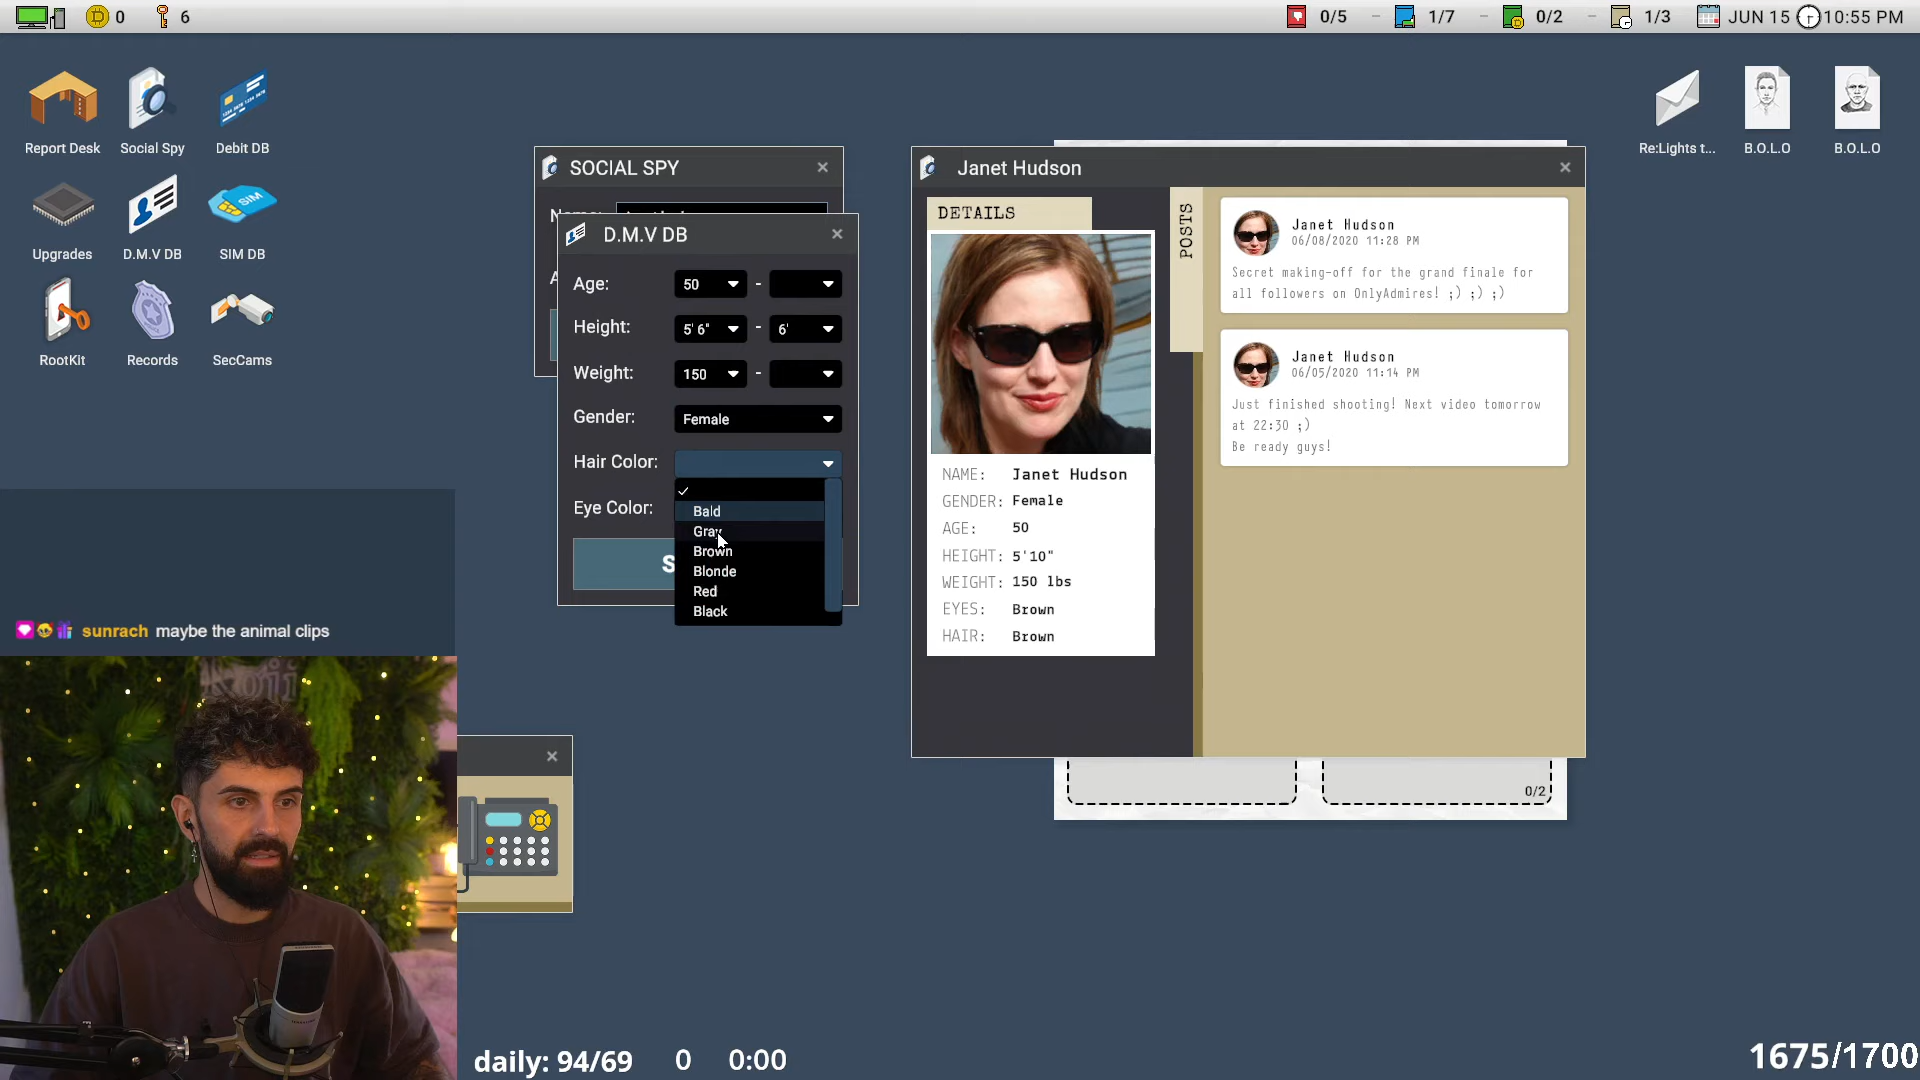 0
6
0/5
1/7
0/2
1/3
JUN 15
10:55 PM
Report Desk
Social Spy
Debit DB
Upgrades
D.M.V DB
SIM DB
RootKit
Records
SecCams
Re:Lights t...
B.O.L.O
B.O.L.O
SOCIAL SPY
D.M.V DB
Age: 50 -
Height: 5' 6" - 6'
Weight: 150 -
Gender: Female
Hair Color:
Bald
Gray
Brown
Blonde
Red
Black
Eye Color:
S
Janet Hudson
DETAILS
NAME: Janet Hudson
GENDER: Female
AGE: 50
HEIGHT: 5'10"
WEIGHT: 150 lbs
EYES: Brown
HAIR: Brown
POSTS
Janet Hudson
06/08/2020 11:28 PM
Secret making-off for the grand finale for
all followers on OnlyAdmires! ;) ;) ;)
Janet Hudson
06/05/2020 11:14 PM
Just finished shooting! Next video tomorrow
at 22:30 ;)
Be ready guys!
0/2
sunrach maybe the animal clips
daily: 94/69
0
0:00
1675/1700